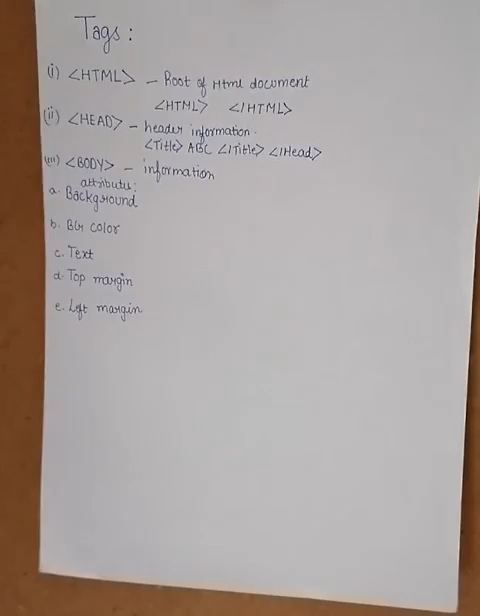 Tags :
(i) <HTML> – Root of Html document
<HTML> </HTML>
(ii) <HEAD> – header information.
<Title> ABC </Title> </Head>
(iii) <BODY> – information
attributes:
a. Background
b. BG color
c. Text
d. Top margin
e. Left margin